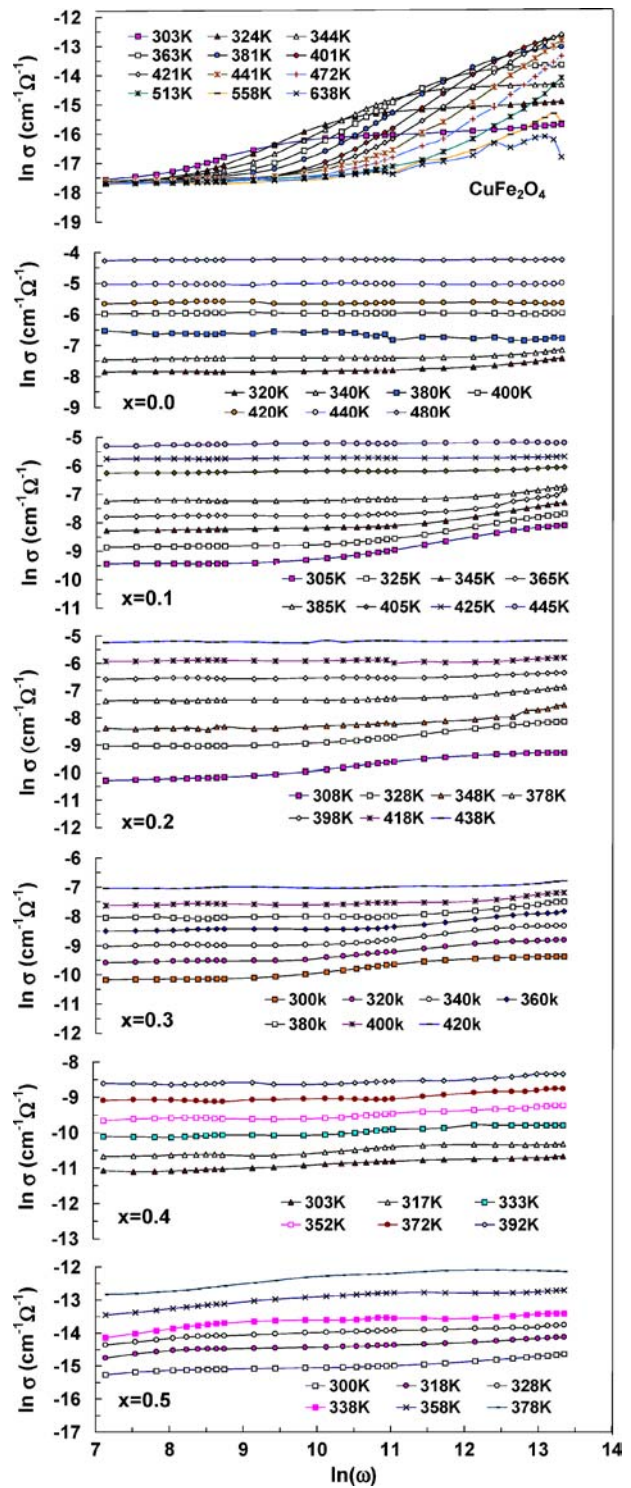 -12
-13
-14
-15
-16
-17
-18
-19
ln σ (cm⁻¹Ω⁻¹)
303K 324K 344K
363K 381K 401K
421K 441K 472K
513K 558K 638K
CuFe₂O₄
-4
-5
-6
-7
-8
-9
ln σ (cm⁻¹Ω⁻¹)
320K 340K 380K 400K
420K 440K 480K
x=0.0
-5
-6
-7
-8
-9
-10
-11
ln σ (cm⁻¹Ω⁻¹)
305K 325K 345K 365K
385K 405K 425K 445K
x=0.1
-5
-6
-7
-8
-9
-10
-11
-12
ln σ (cm⁻¹Ω⁻¹)
308K 328K 348K 378K
398K 418K 438K
x=0.2
-6
-7
-8
-9
-10
-11
-12
ln σ (cm⁻¹Ω⁻¹)
300k 320k 340k 360k
380k 400k 420k
x=0.3
-8
-9
-10
-11
-12
-13
ln σ (cm⁻¹Ω⁻¹)
303K 317K 333K
352K 372K 392K
x=0.4
-12
-13
-14
-15
-16
-17
ln σ (cm⁻¹Ω⁻¹)
300K 318K 328K
338K 358K 378K
x=0.5
7 8 9 10 11 12 13 14
ln(ω)